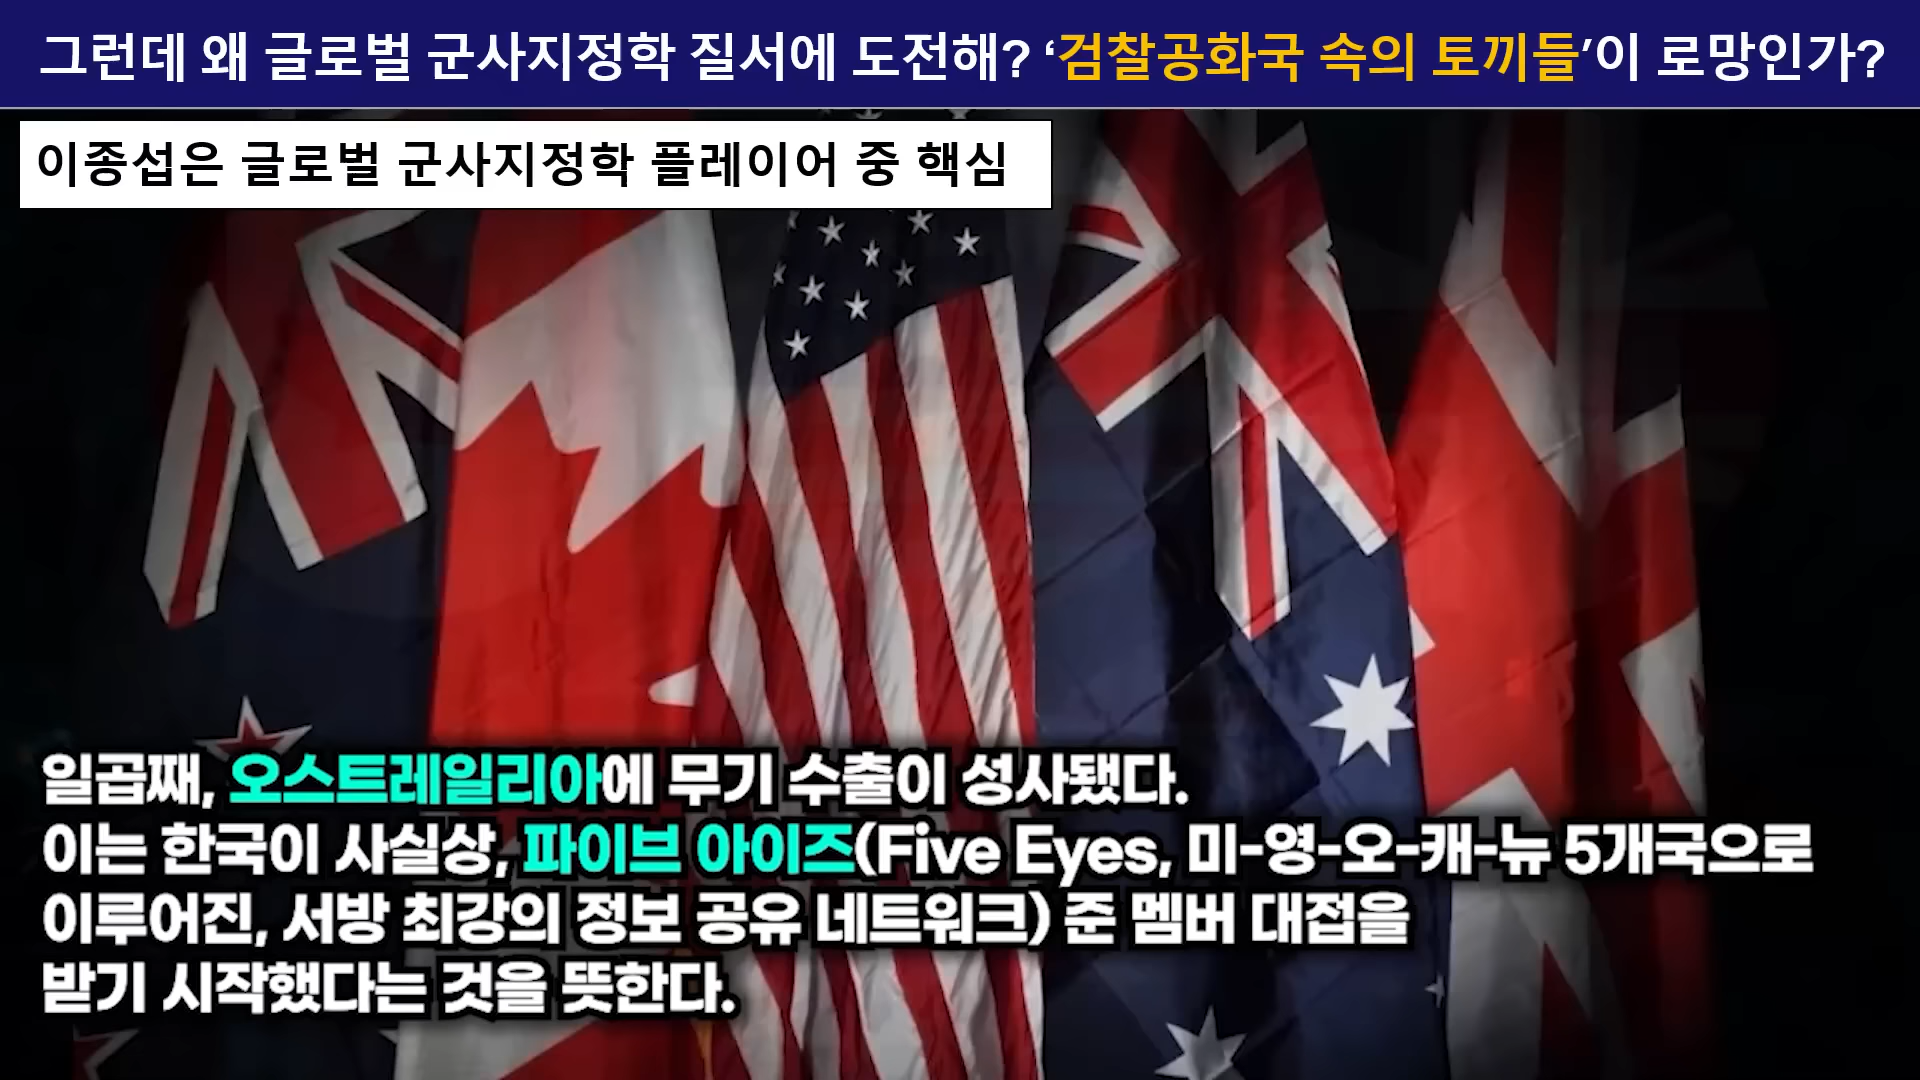 그런데 왜 글로벌 군사지정학 질서에 도전해? ‘검찰공화국 속의 토끼들’이 로망인가?
이종섭은 글로벌 군사지정학 플레이어 중 핵심
일곱째, 오스트레일리아에 무기 수출이 성사됐다.
이는 한국이 사실상, 파이브 아이즈(Five Eyes, 미-영-오-캐-뉴 5개국으로
이루어진, 서방 최강의 정보 공유 네트워크) 준 멤버 대접을
받기 시작했다는 것을 뜻한다.